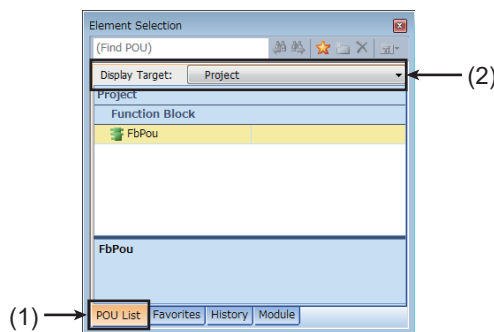 Element Selection
(Find POU)
Display Target: Project
(2)
Project
Function Block
FbPou
FbPou
(1)
POU List Favorites History Module